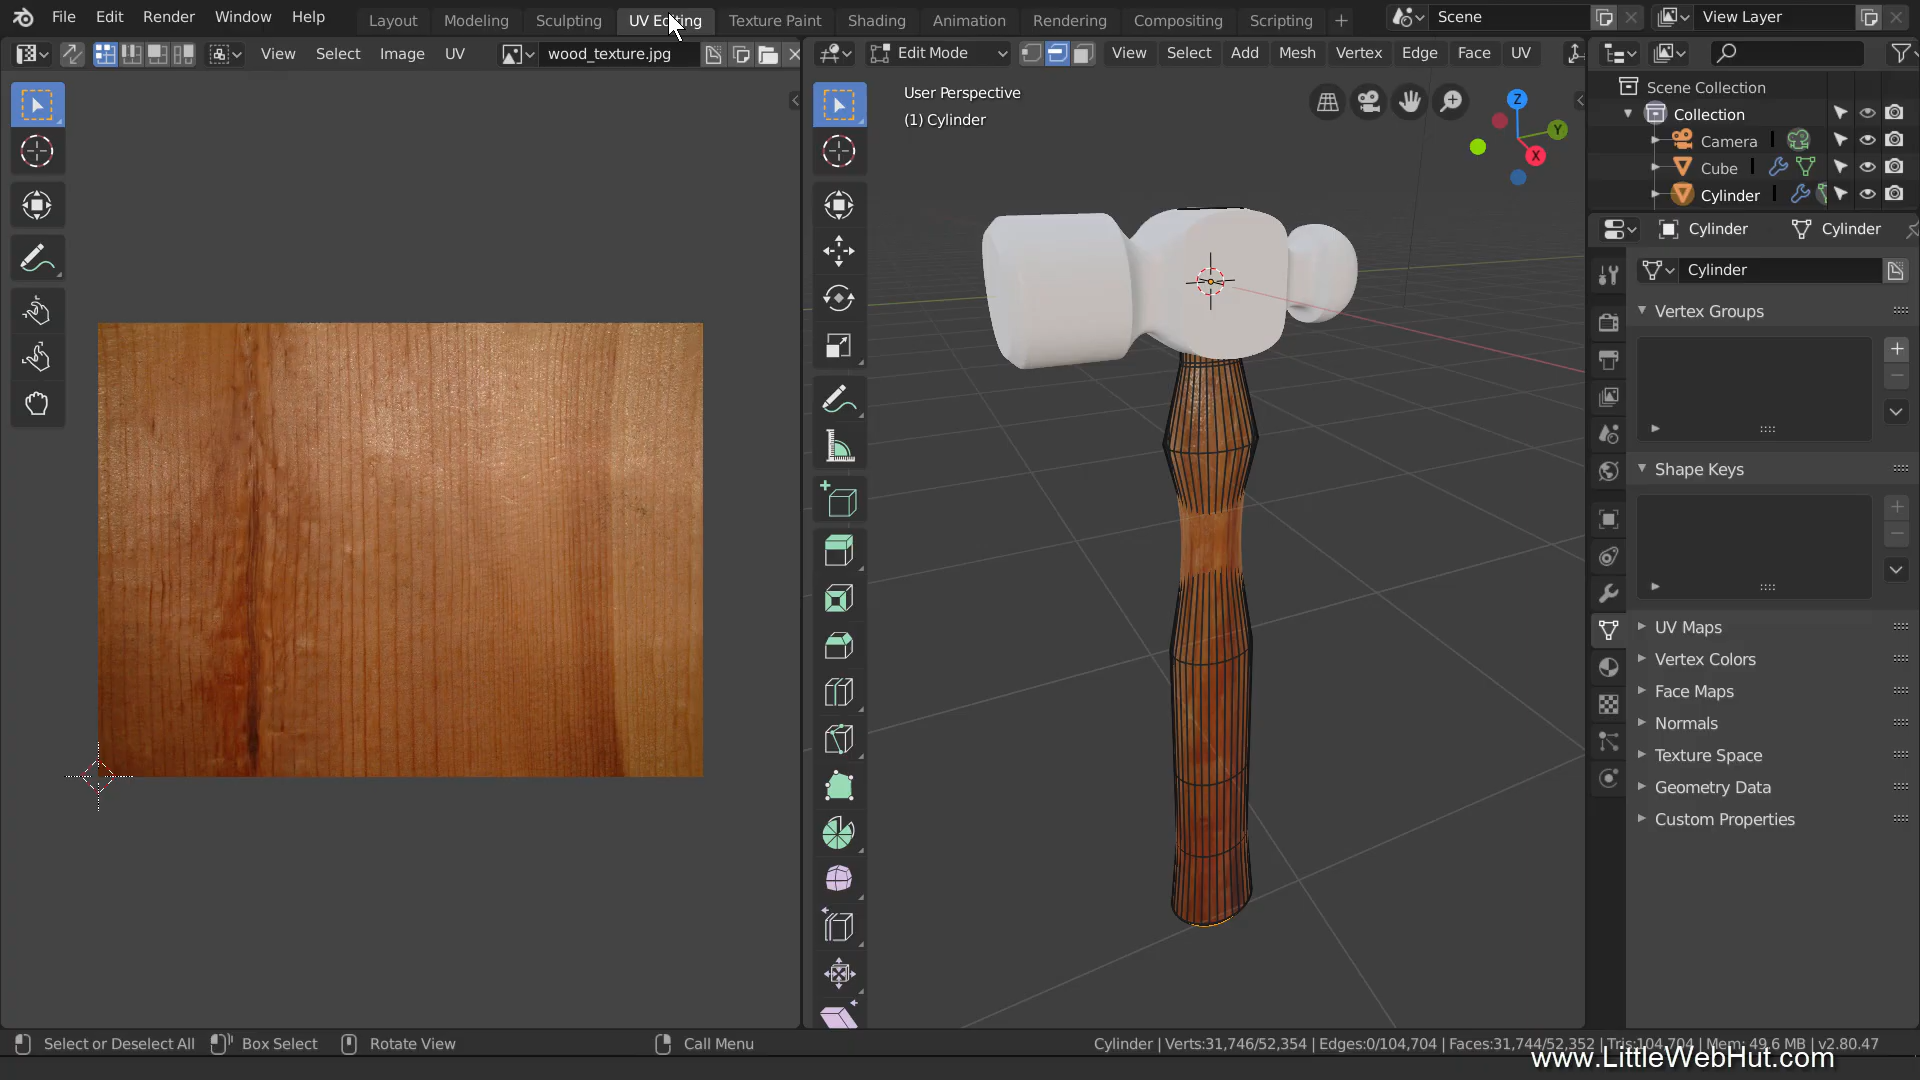 File Edit Render Window Help Layout Modeling Sculpting UV Editing Texture Paint Shading Animation Rendering Compositing Scripting + Scene View Layer
View Select Image UV wood_texture.jpg Edit Mode View Select Add Mesh Vertex Edge Face UV
User Perspective
(1) Cylinder
Z
Y
X
Scene Collection
Collection
Camera
Cube
Cylinder
Cylinder Cylinder
Cylinder
Vertex Groups
Shape Keys
UV Maps
Vertex Colors
Face Maps
Normals
Texture Space
Geometry Data
Custom Properties
Select or Deselect All Box Select Rotate View Call Menu Cylinder | Verts:31,746/52,354 | Edges:0/104,704 | Faces:31,744/52,352 | Tris:104,704 | Mem: 49.6 MB | v2.80.47
www.LittleWebHut.com